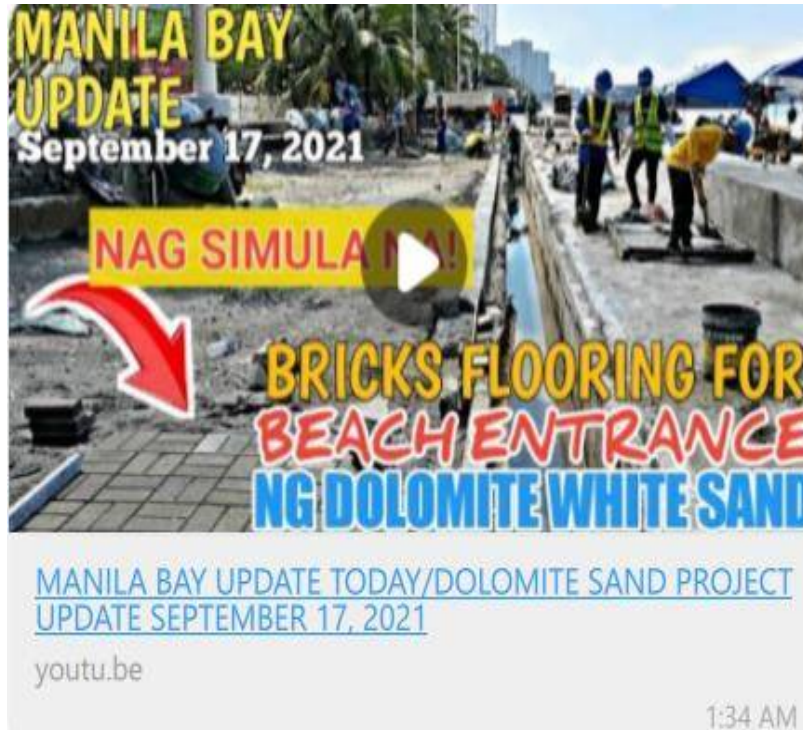 MANILA BAY
UPDATE
September 17, 2021
NAG SIMULA NA!
BRICKS FLOORING FOR
BEACH ENTRANCE
NG DOLOMITE WHITE SAND
MANILA BAY UPDATE TODAY/DOLOMITE SAND PROJECT
UPDATE SEPTEMBER 17, 2021
youtu.be
1:34 AM